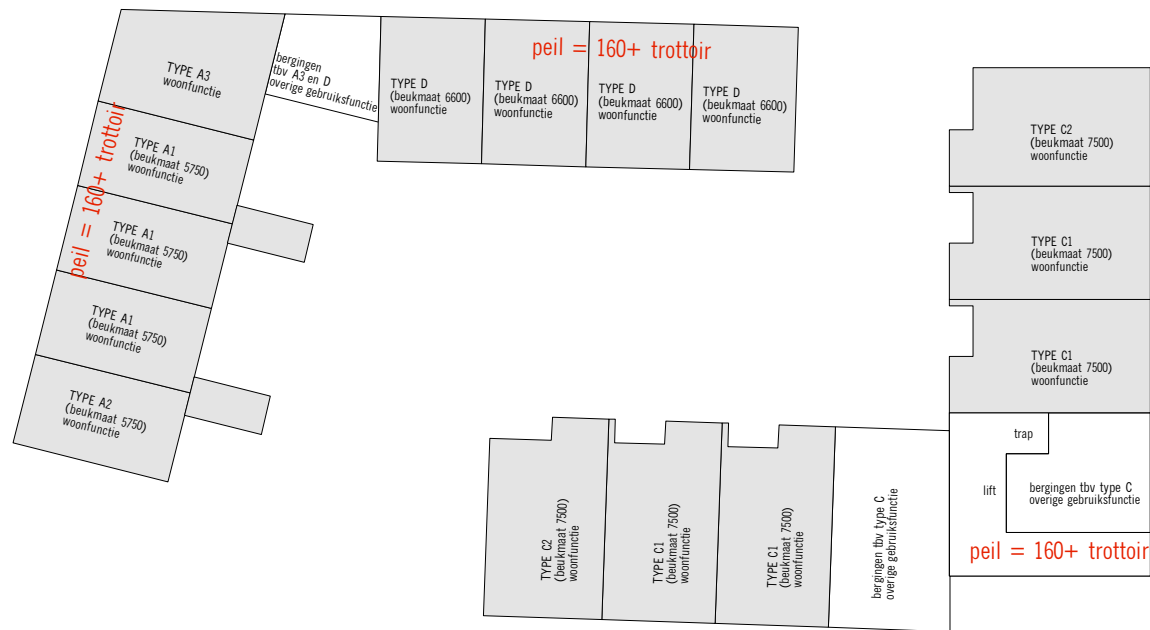 TYPE A3
woonfunctie
bergingen
tbv A3 en D
overige gebruiksfunctie
peil = 160+ trottoir
TYPE D
(beukmaat 6600)
woonfunctie
TYPE D
(beukmaat 6600)
woonfunctie
TYPE D
(beukmaat 6600)
woonfunctie
TYPE D
(beukmaat 6600)
woonfunctie
peil = 160+ trottoir
TYPE A1
(beukmaat 5750)
woonfunctie
TYPE A1
(beukmaat 5750)
woonfunctie
TYPE A1
(beukmaat 5750)
woonfunctie
TYPE A2
(beukmaat 5750)
woonfunctie
TYPE C2
(beukmaat 7500)
woonfunctie
TYPE C1
(beukmaat 7500)
woonfunctie
TYPE C1
(beukmaat 7500)
woonfunctie
trap
lift
bergingen tbv type C
overige gebruiksfunctie
peil = 160+ trottoir
TYPE C2
(beukmaat 7500)
woonfunctie
TYPE C1
(beukmaat 7500)
woonfunctie
TYPE C1
(beukmaat 7500)
woonfunctie
bergingen tbv type C
overige gebruiksfunctie